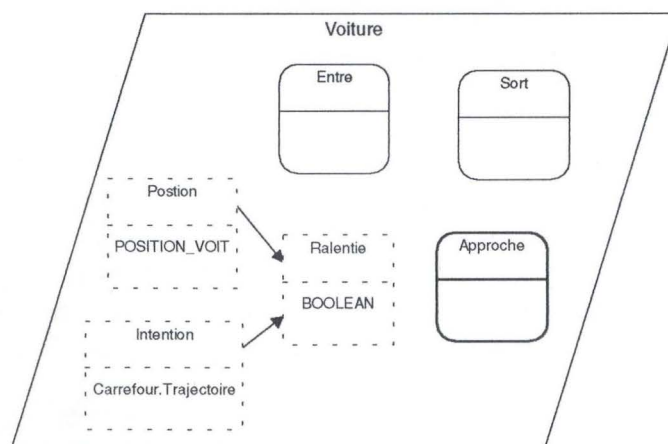 Voiture
Entre
Sort
Postion
POSITION_VOIT
Ralentie
BOOLEAN
Approche
Intention
Carrefour.Trajectoire